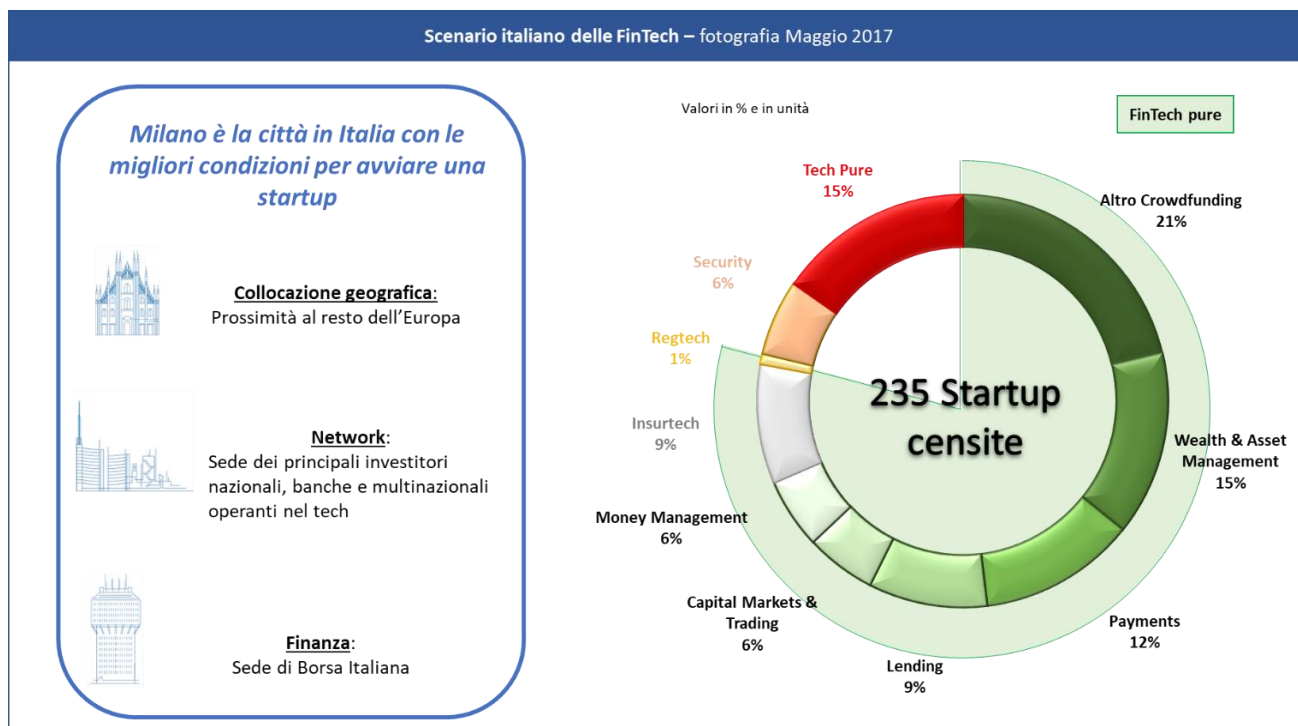 Scenario italiano delle FinTech – fotografia Maggio 2017
Milano è la città in Italia con le
migliori condizioni per avviare una
startup
Collocazione geografica:
Prossimità al resto dell’Europa
Network:
Sede dei principali investitori
nazionali, banche e multinazionali
operanti nel tech
Finanza:
Sede di Borsa Italiana
Valori in % e in unità
FinTech pure
Tech Pure
15%
Altro Crowdfunding
21%
Security
6%
Regtech
1%
235 Startup
censite
Insurtech
9%
Wealth & Asset
Management
15%
Money Management
6%
Capital Markets &
Trading
6%
Payments
12%
Lending
9%